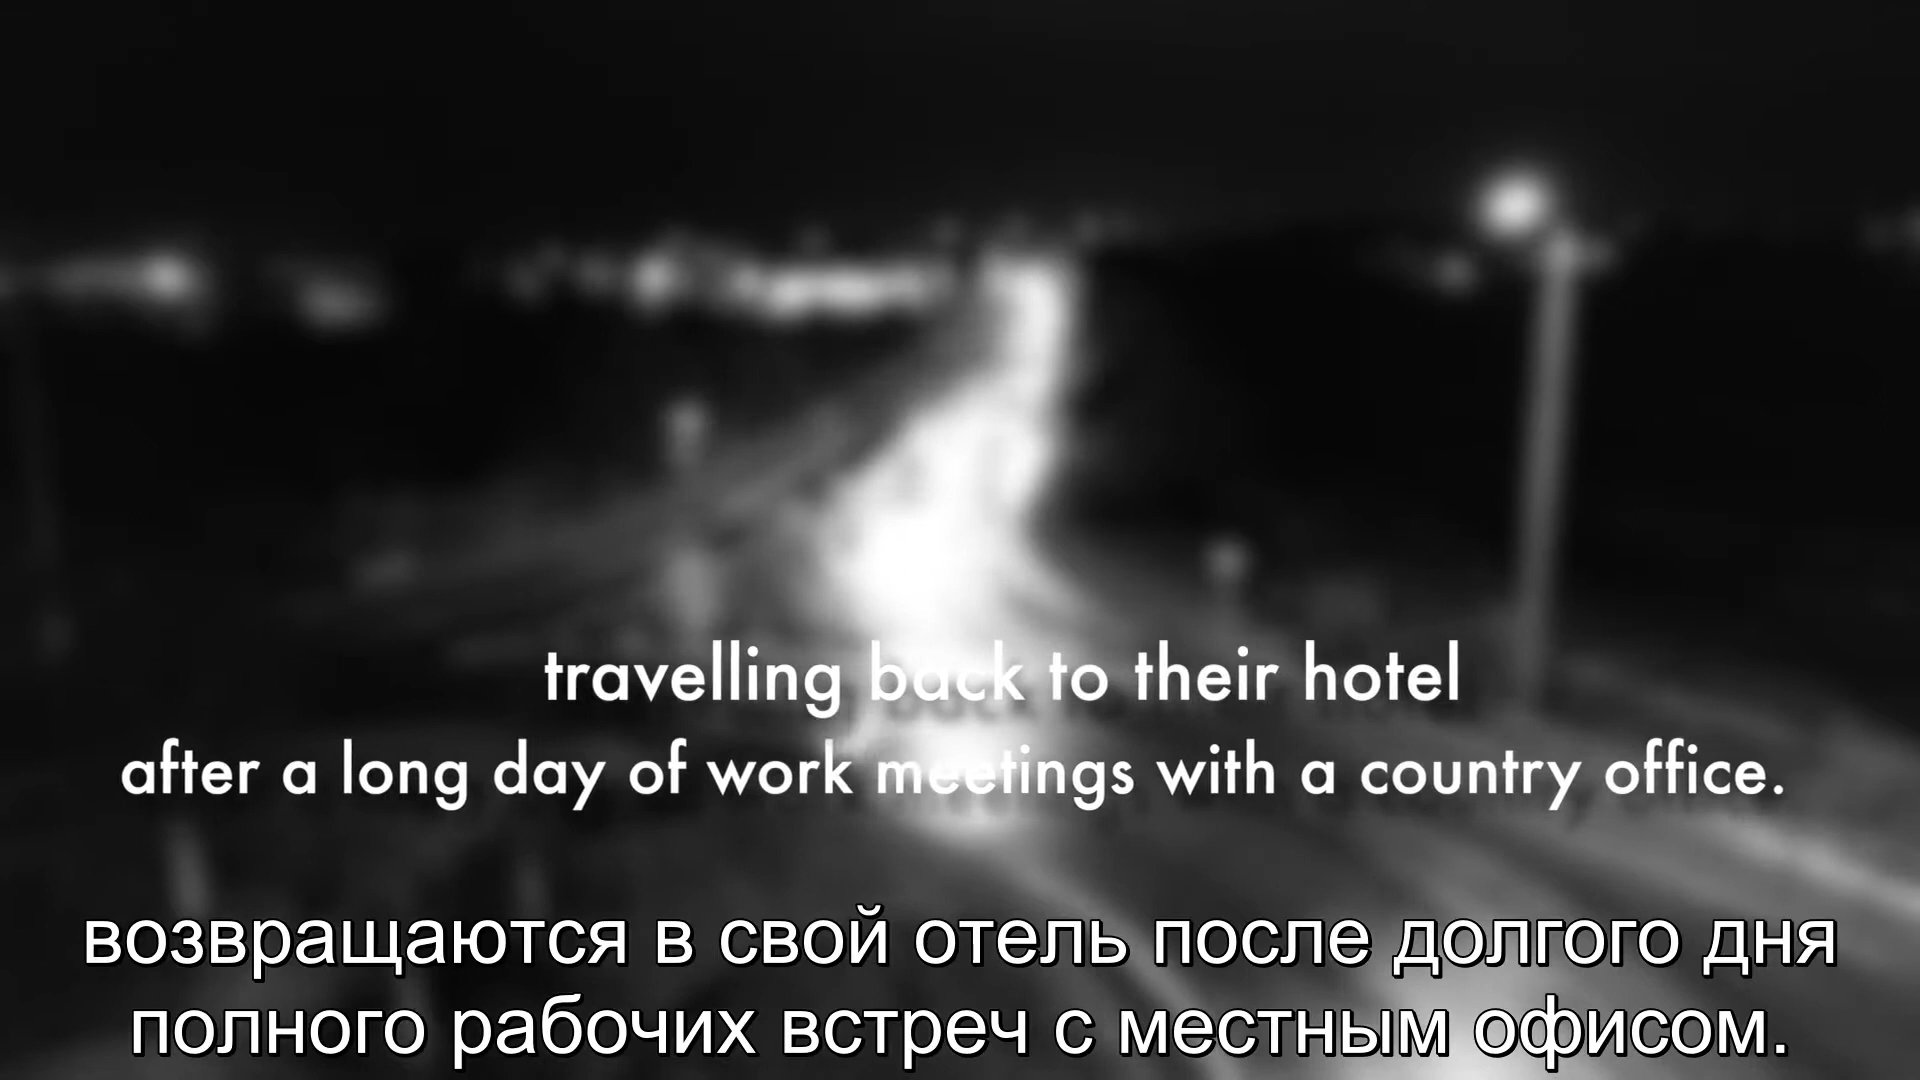 travelling back to their hotel
after a long day of work meetings with a country office.
возвращаются в свой отель после долгого дня
полного рабочих встреч с местным офисом.